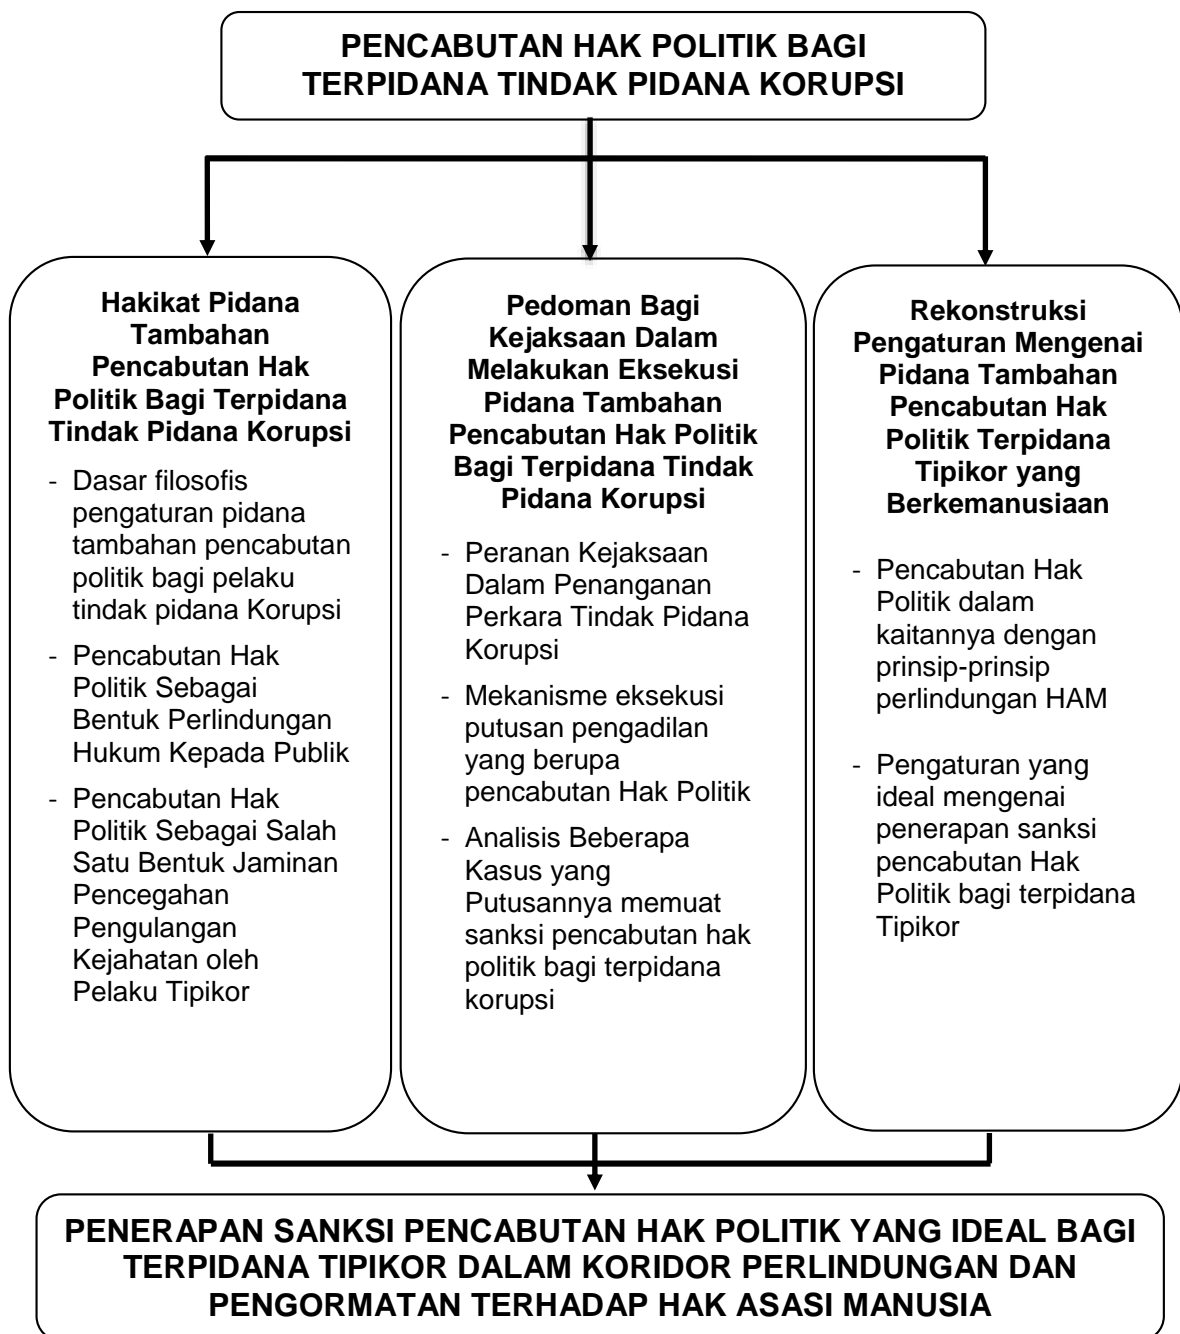 PENCABUTAN HAK POLITIK BAGI
TERPIDANA TINDAK PIDANA KORUPSI
Hakikat Pidana
Tambahan
Pencabutan Hak
Politik Bagi Terpidana
Tindak Pidana Korupsi
- Dasar filosofis
pengaturan pidana
tambahan pencabutan
politik bagi pelaku
tindak pidana Korupsi
- Pencabutan Hak
Politik Sebagai
Bentuk Perlindungan
Hukum Kepada Publik
- Pencabutan Hak
Politik Sebagai Salah
Satu Bentuk Jaminan
Pencegahan
Pengulangan
Kejahatan oleh
Pelaku Tipikor
Pedoman Bagi
Kejaksaan Dalam
Melakukan Eksekusi
Pidana Tambahan
Pencabutan Hak Politik
Bagi Terpidana Tindak
Pidana Korupsi
- Peranan Kejaksaan
Dalam Penanganan
Perkara Tindak Pidana
Korupsi
- Mekanisme eksekusi
putusan pengadilan
yang berupa
pencabutan Hak Politik
- Analisis Beberapa
Kasus yang
Putusannya memuat
sanksi pencabutan hak
politik bagi terpidana
korupsi
Rekonstruksi
Pengaturan Mengenai
Pidana Tambahan
Pencabutan Hak
Politik Terpidana
Tipikor yang
Berkemanusiaan
- Pencabutan Hak
Politik dalam
kaitannya dengan
prinsip-prinsip
perlindungan HAM
- Pengaturan yang
ideal mengenai
penerapan sanksi
pencabutan Hak
Politik bagi terpidana
Tipikor
PENERAPAN SANKSI PENCABUTAN HAK POLITIK YANG IDEAL BAGI
TERPIDANA TIPIKOR DALAM KORIDOR PERLINDUNGAN DAN
PENGORMATAN TERHADAP HAK ASASI MANUSIA